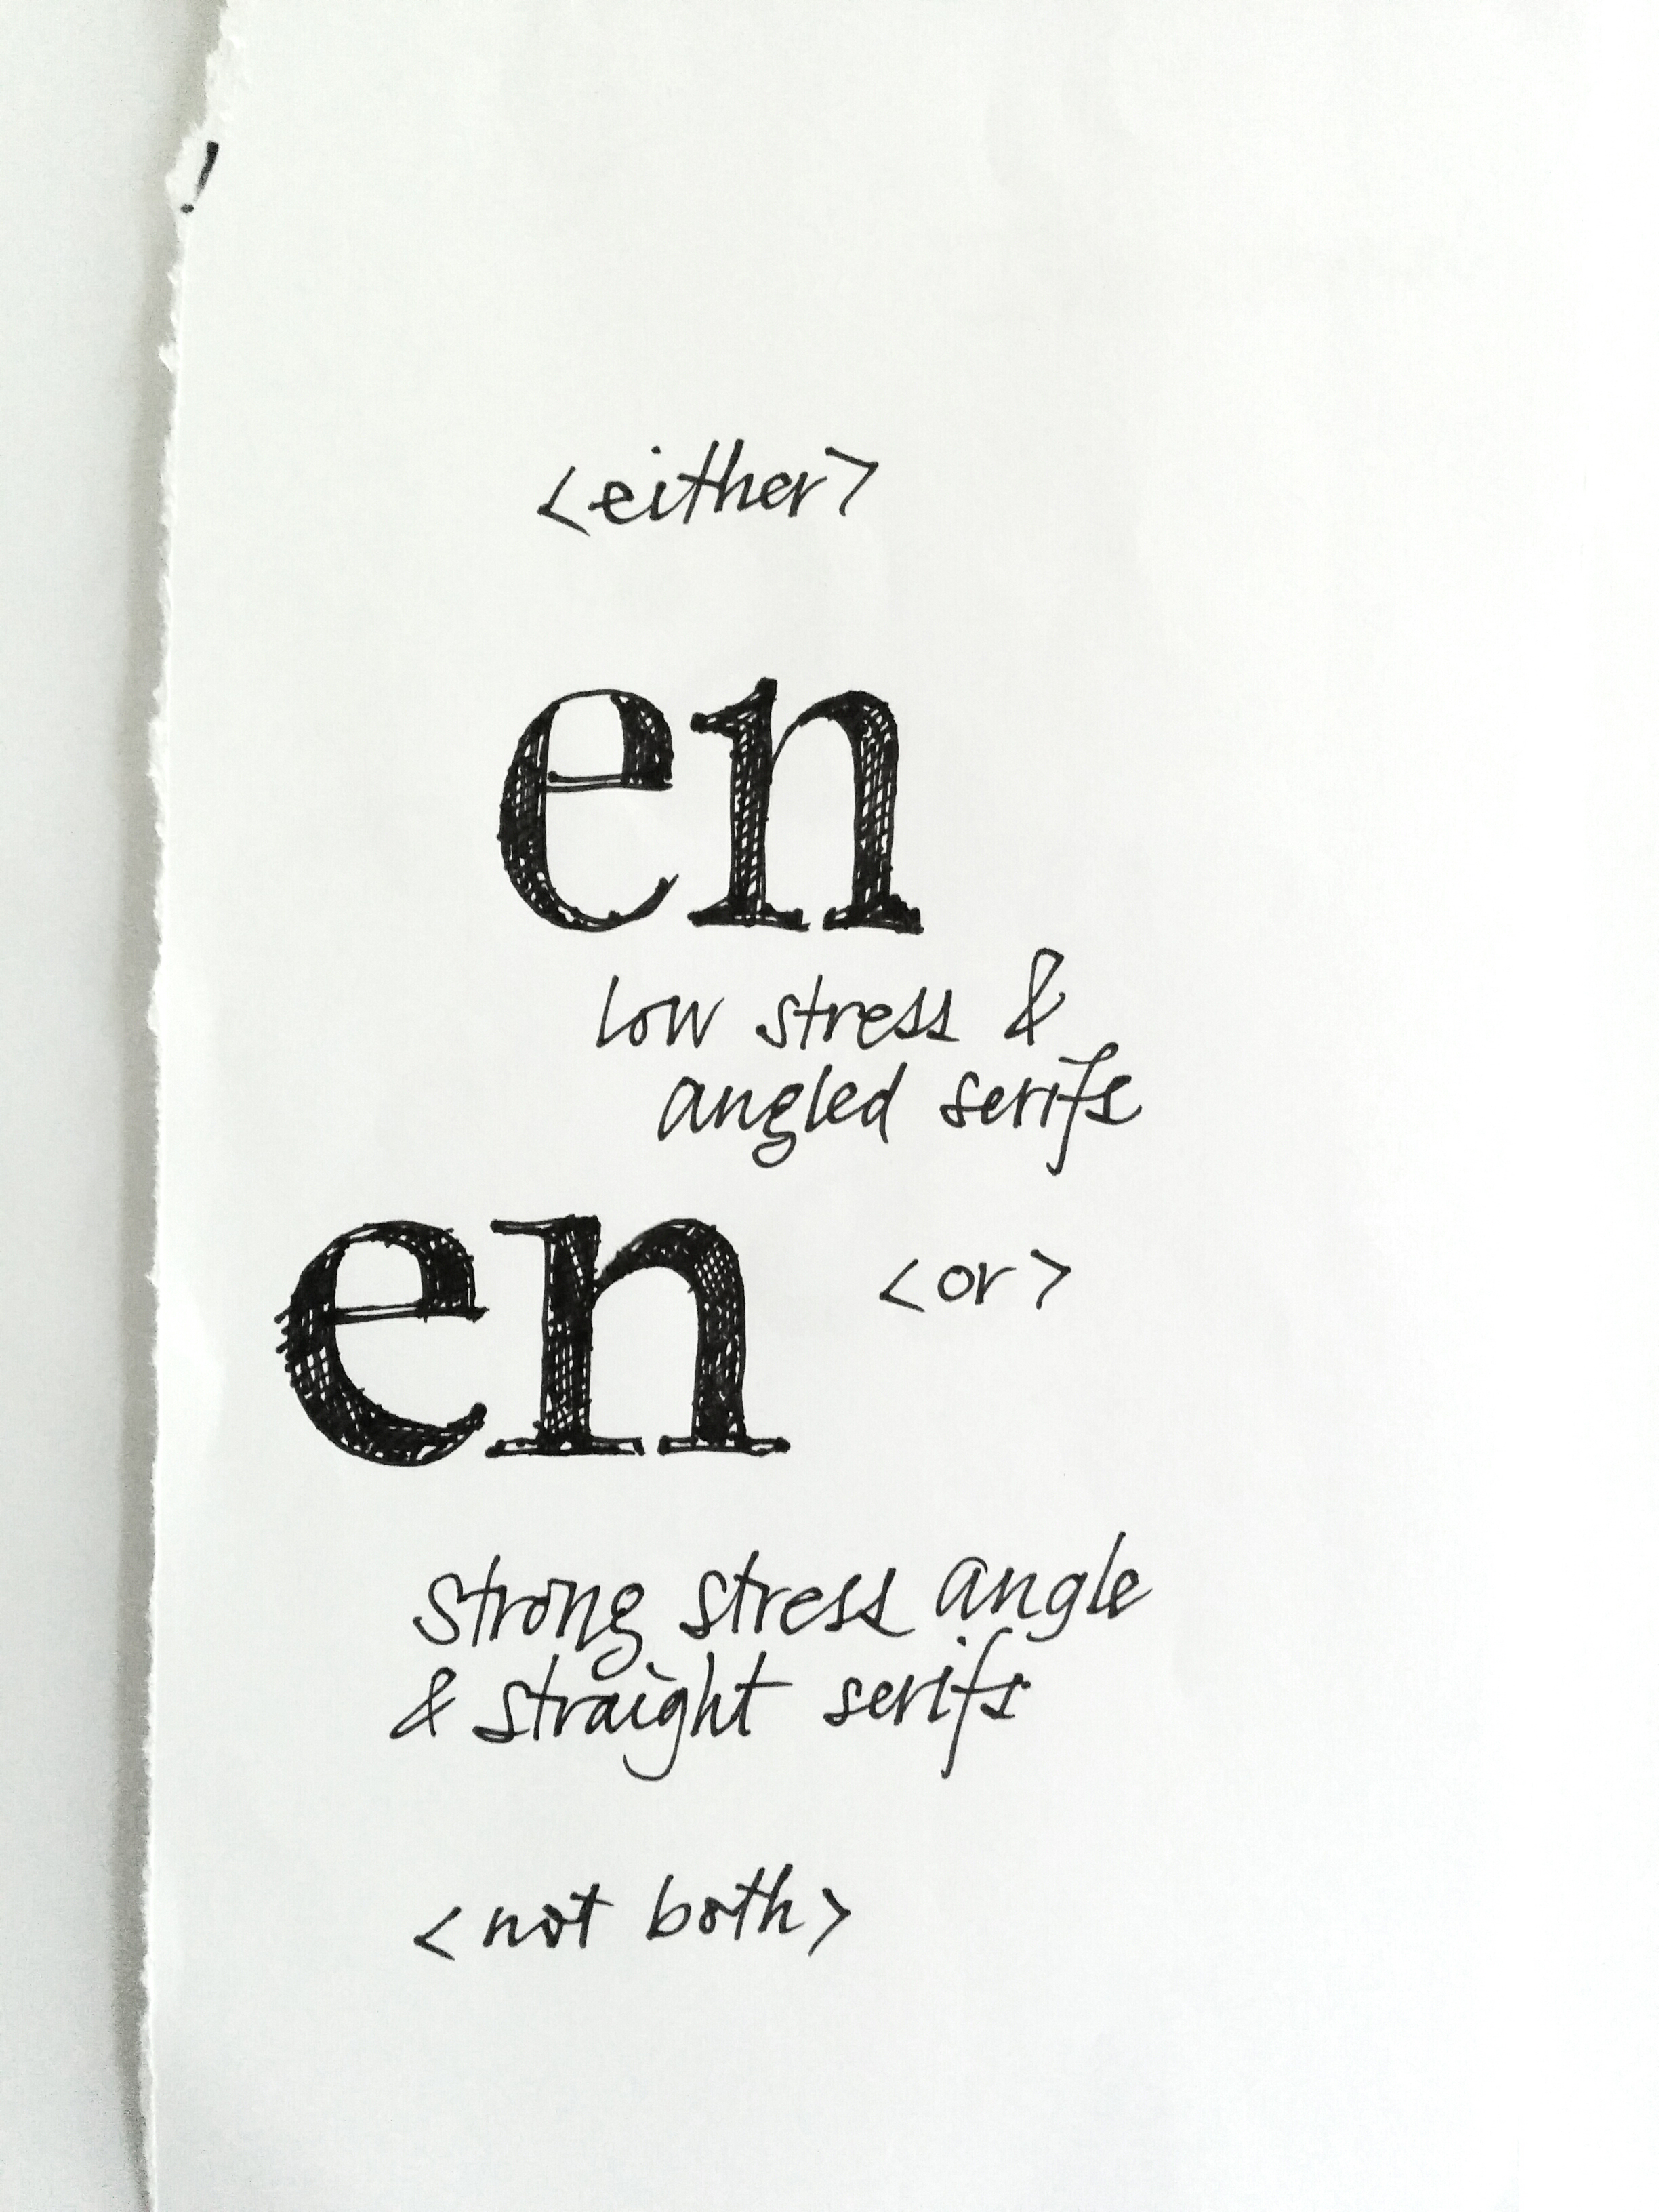 !
<either>
en
low stress &
angled serifs
en <or>
strong stress angle
& straight serifs
<not both>